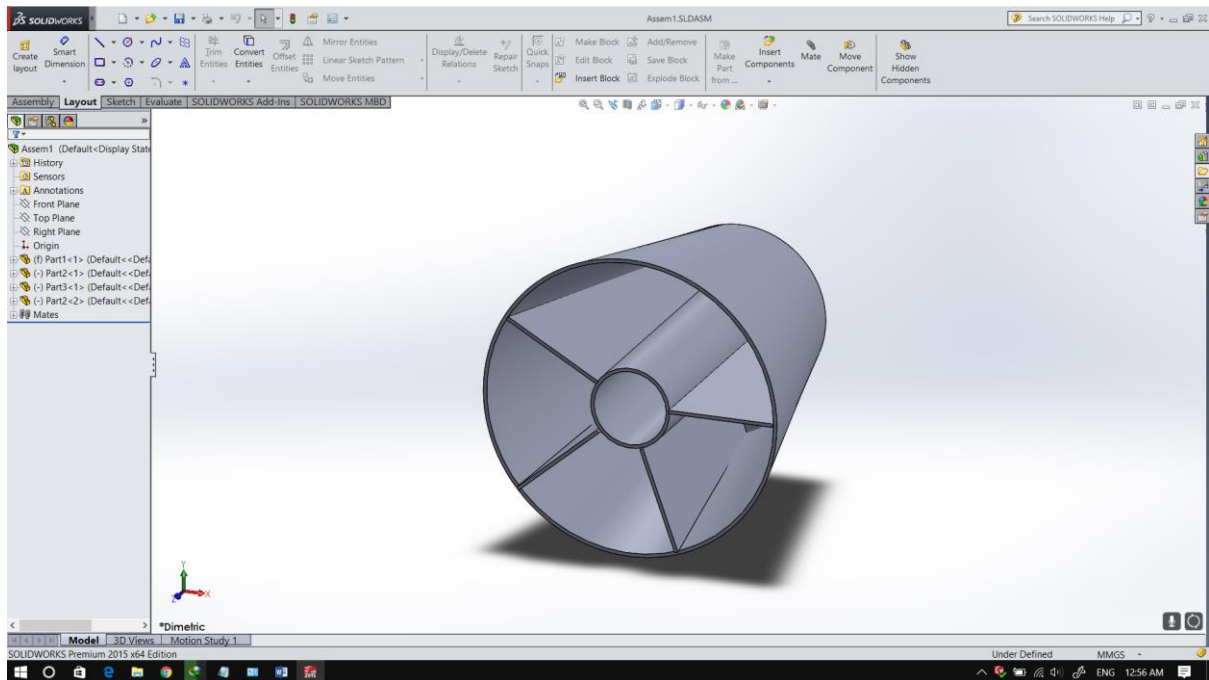 SOLIDWORKS
Assem1.SLDASM
Search SOLIDWORKS Help
Create layout
Smart Dimension
Trim Entities
Convert Entities
Offset Entities
Mirror Entities
Linear Sketch Pattern
Move Entities
Display/Delete Relations
Repair Sketch
Quick Snaps
Make Block
Edit Block
Insert Block
Add/Remove
Save Block
Explode Block
Make Part from ...
Insert Components
Mate
Move Component
Show Hidden Components
Assembly Layout Sketch Evaluate SOLIDWORKS Add-Ins SOLIDWORKS MBD
Assem1 (Default<Display State
History
Sensors
A Annotations
Front Plane
Top Plane
Right Plane
Origin
(f) Part1<1> (Default<<Defa
(-) Part2<1> (Default<<Defa
(-) Part3<1> (Default<<Defa
(-) Part2<2> (Default<<Defa
Mates
Y
X
Z
*Dimetric
Model 3D Views Motion Study 1
SOLIDWORKS Premium 2015 x64 Edition
Under Defined MMGS -
ENG 12:56 AM